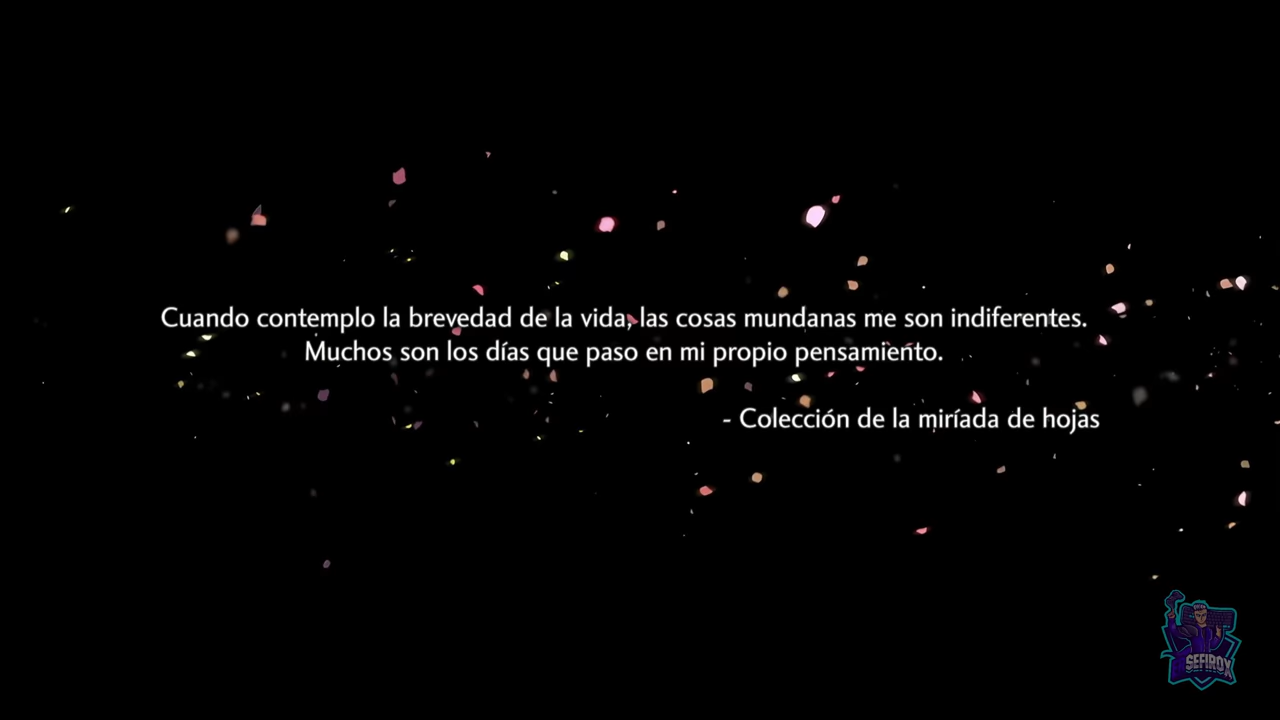 Cuando contemplo la brevedad de la vida, las cosas mundanas me son indiferentes.
Muchos son los días que paso en mi propio pensamiento.
- Colección de la miríada de hojas
SEFIROX